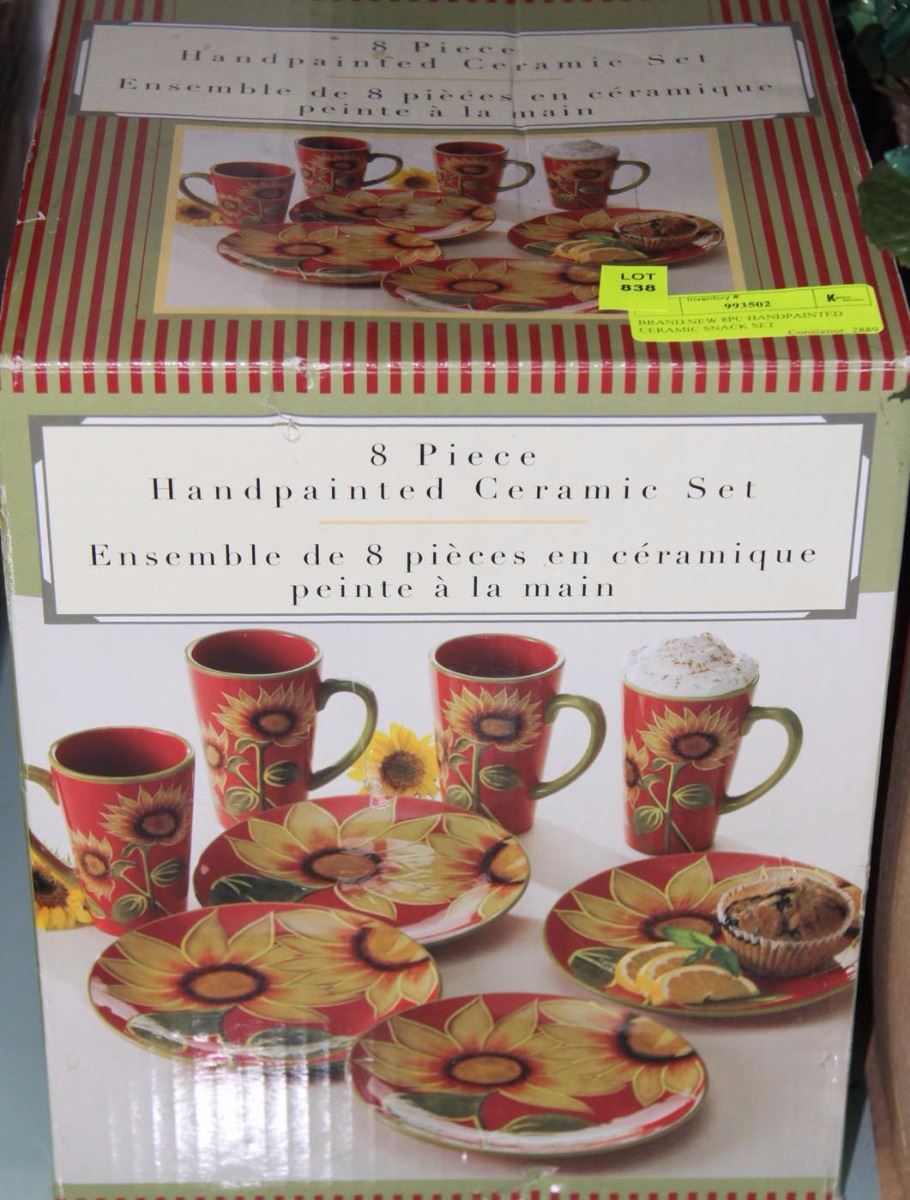 8 Piece
Handpainted Ceramic Set
Ensemble de 8 pièces en céramique
peinte à la main
LOT
838
Inventory #
993502
BRAND NEW 8PC HANDPAINTED
CERAMIC SNACK SET
Consignor: 2889
8 Piece
Handpainted Ceramic Set
Ensemble de 8 pièces en céramique
peinte à la main